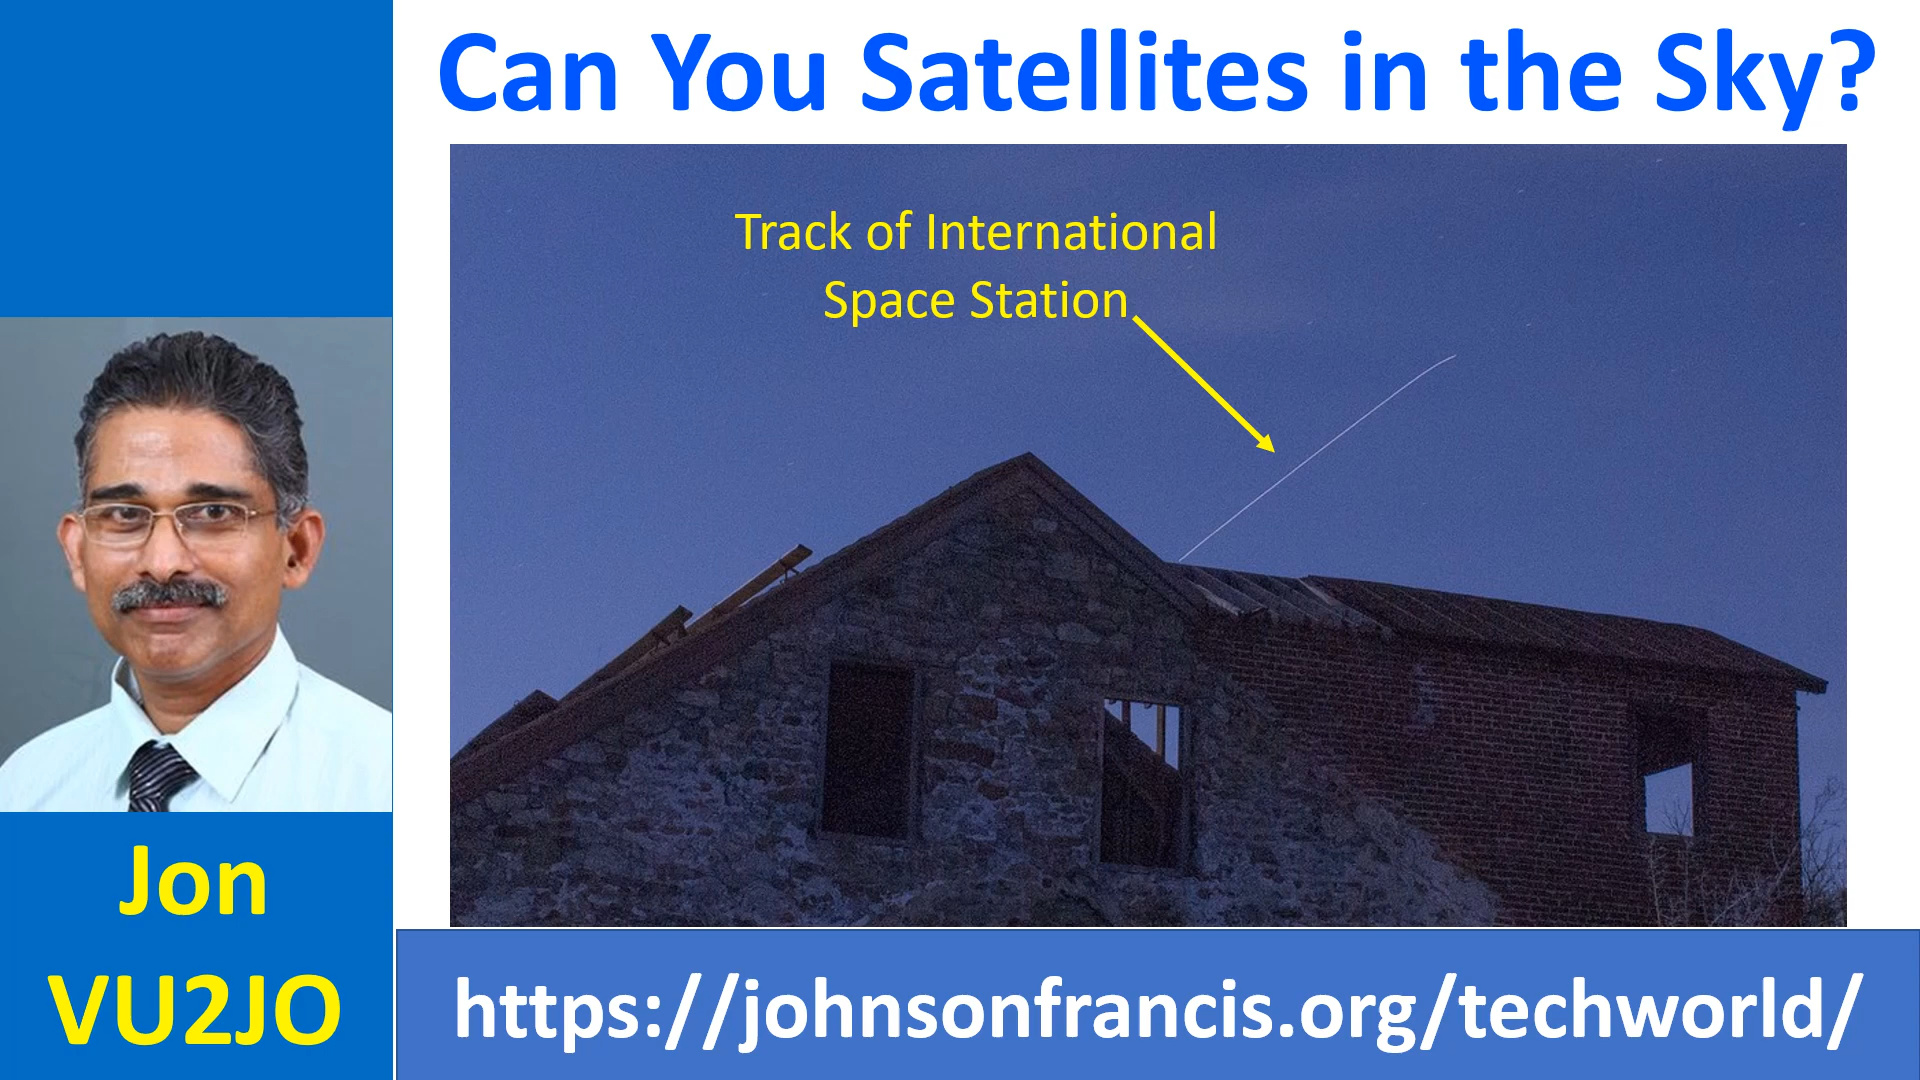 Can You Satellites in the Sky?
Track of International
Space Station
Jon
VU2JO
https://johnsonfrancis.org/techworld/